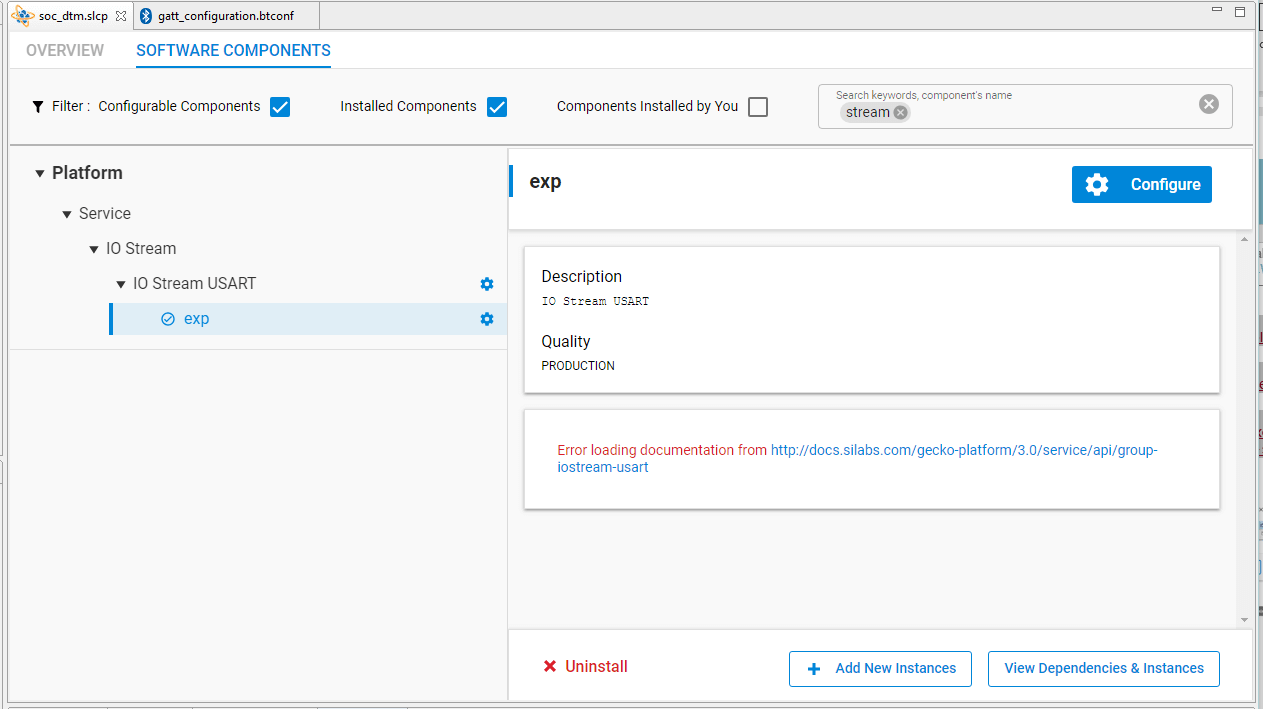 soc_dtm.slcp
gatt_configuration.btconf
OVERVIEW
SOFTWARE COMPONENTS
Filter :
Configurable Components
Installed Components
Components Installed by You
Search keywords, component's name
stream
Platform
Service
IO Stream
IO Stream USART
exp
exp
Configure
Description
IO Stream USART
Quality
PRODUCTION
Error loading documentation from http://docs.silabs.com/gecko-platform/3.0/service/api/group-
iostream-usart
Uninstall
Add New Instances
View Dependencies & Instances